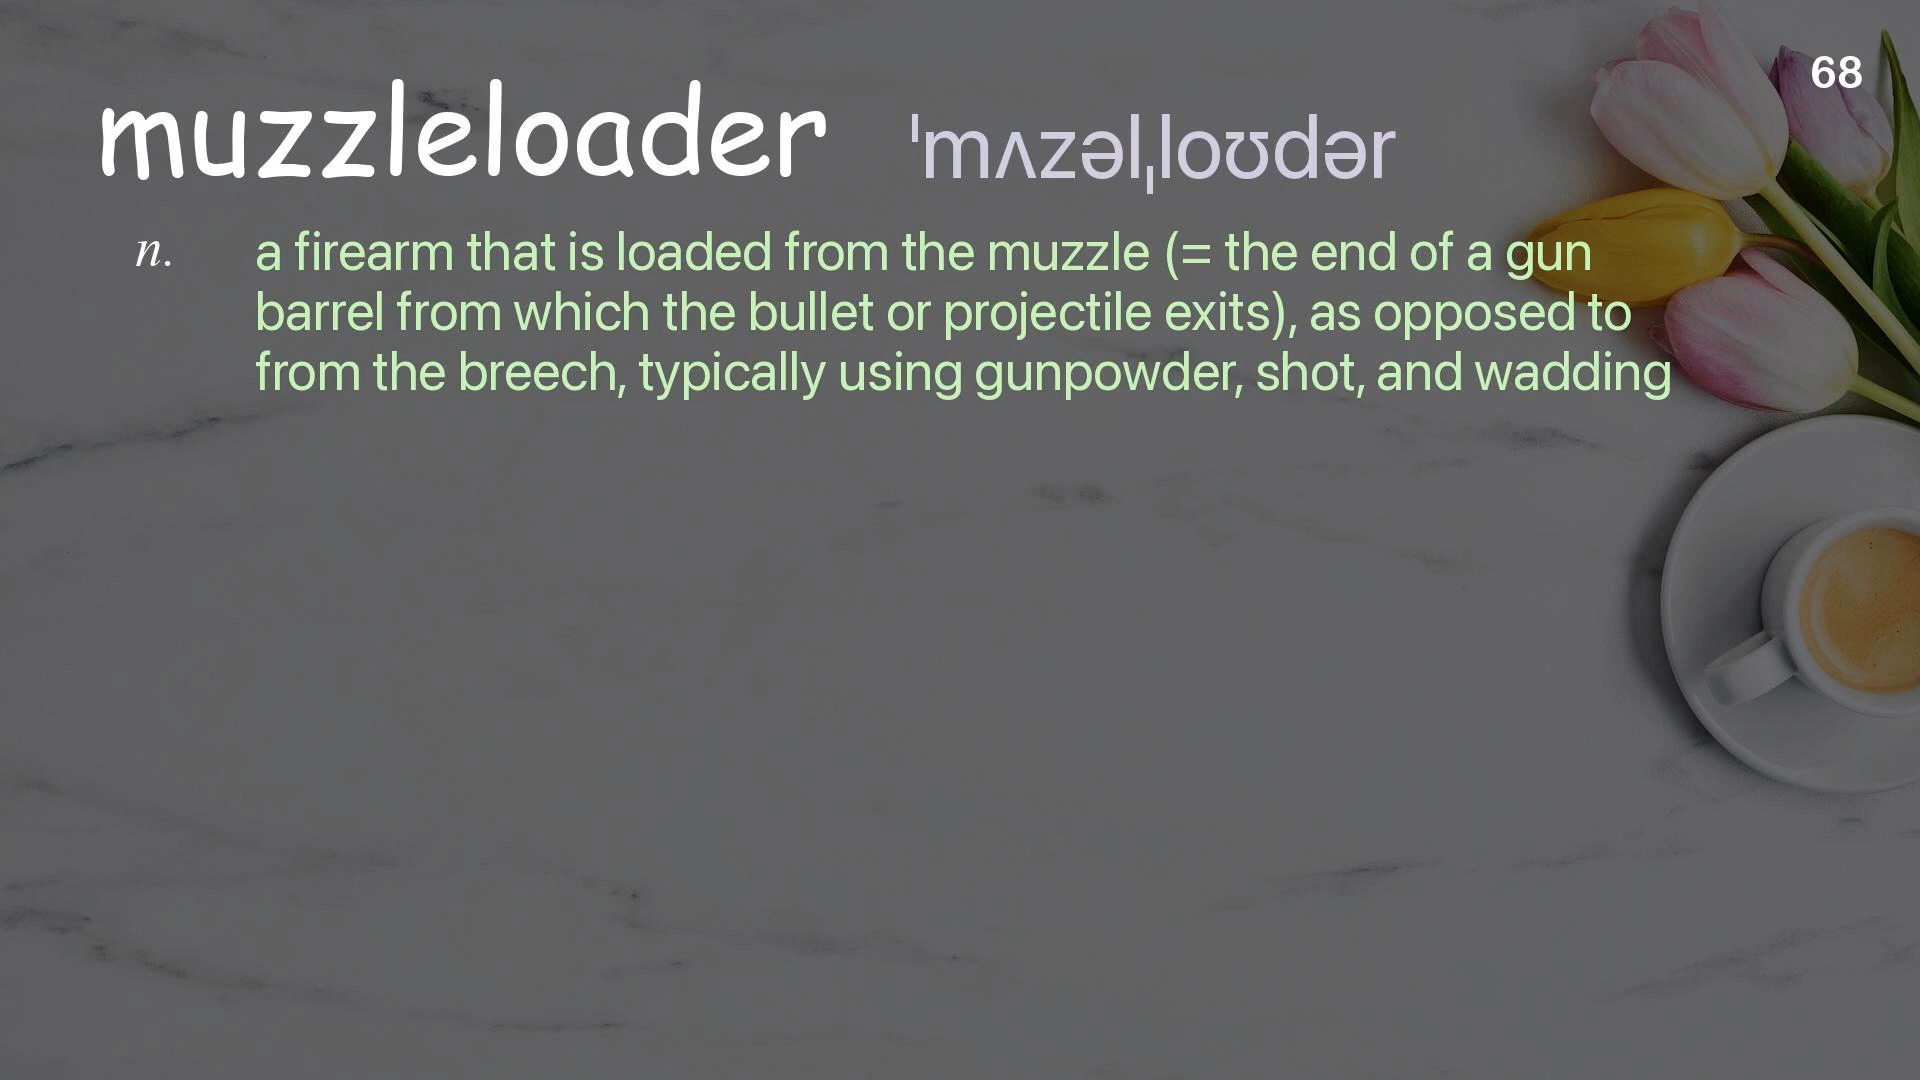 68
muzzleloader ˈmʌzəlˌloʊdər
n. a firearm that is loaded from the muzzle (= the end of a gun
barrel from which the bullet or projectile exits), as opposed to
from the breech, typically using gunpowder, shot, and wadding